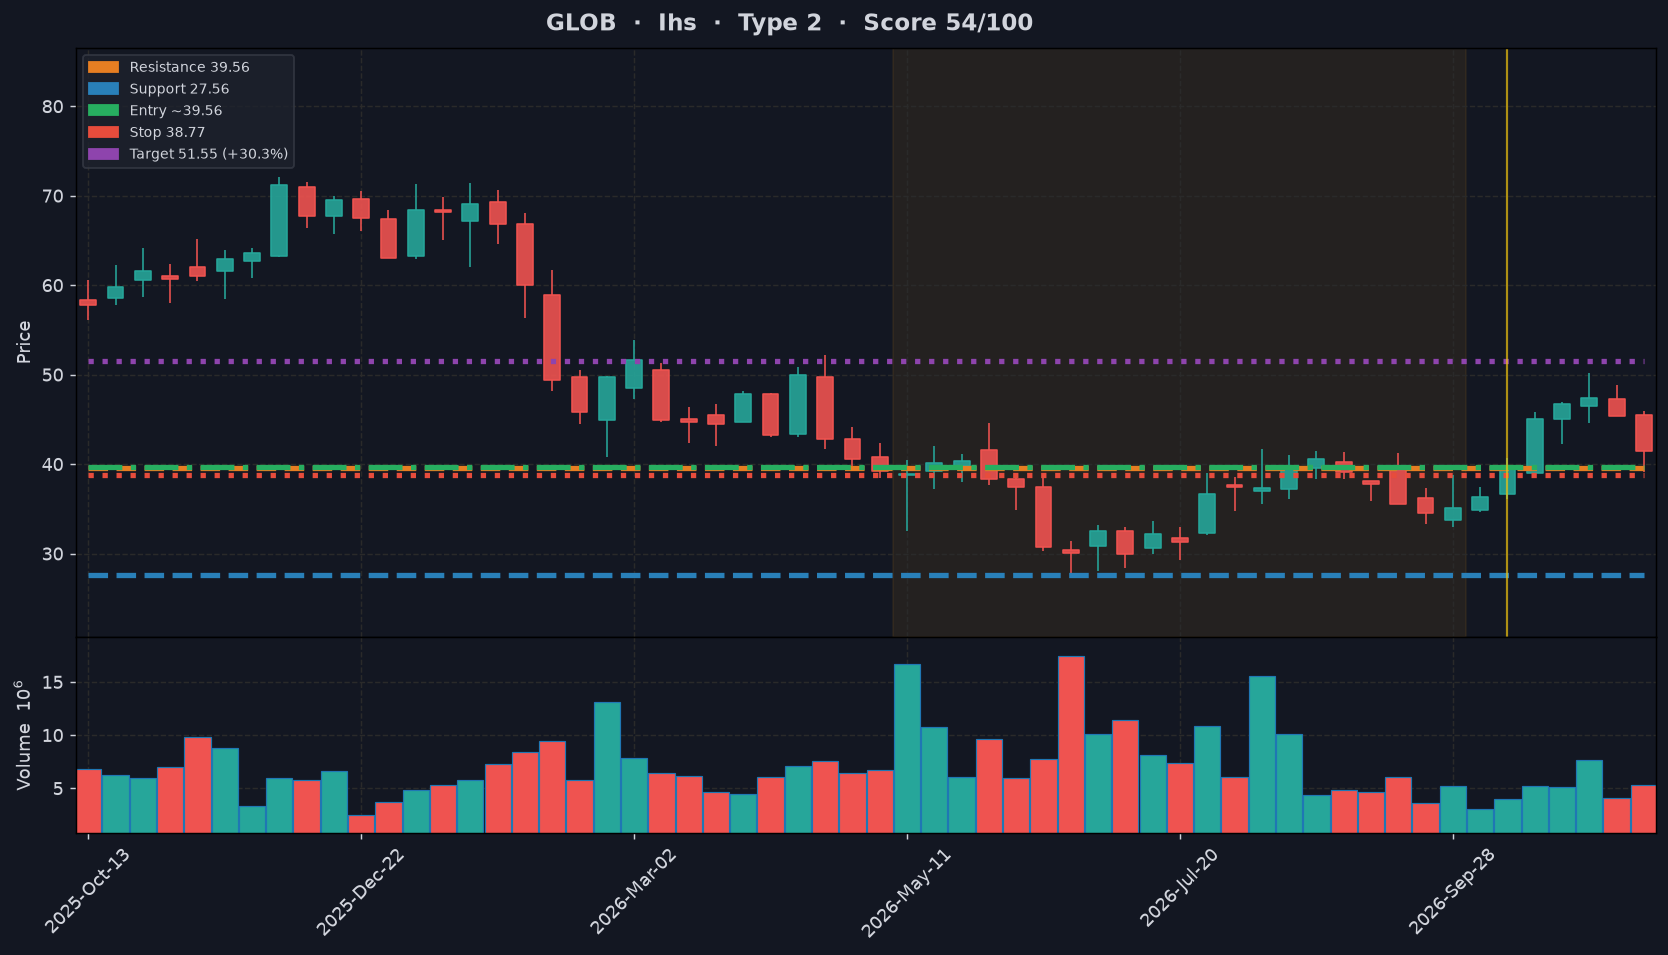 GLOB · Ihs · Type 2 · Score 54/100
Resistance 39.56
Support 27.56
Entry ~39.56
Stop 38.77
Target 51.55 (+30.3%)
Price
80
70
60
50
40
30
Volume 10⁶
15
10
5
2025-Oct-13
2025-Dec-22
2026-Mar-02
2026-May-11
2026-Jul-20
2026-Sep-28